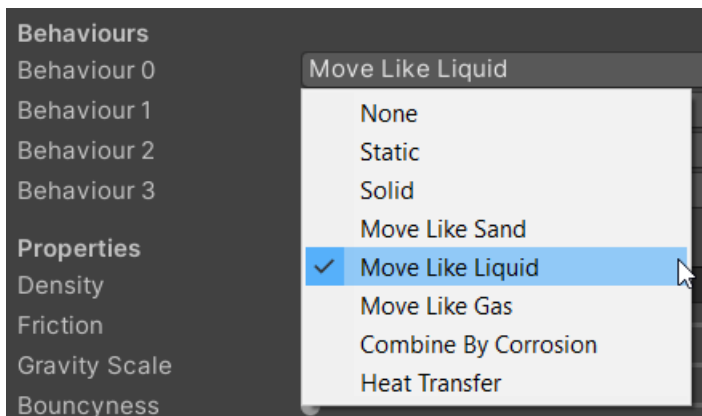 Behaviours
Behaviour 0
Move Like Liquid
Behaviour 1
Behaviour 2
Behaviour 3
Properties
Density
Friction
Gravity Scale
Bouncyness
None
Static
Solid
Move Like Sand
Move Like Liquid
Move Like Gas
Combine By Corrosion
Heat Transfer